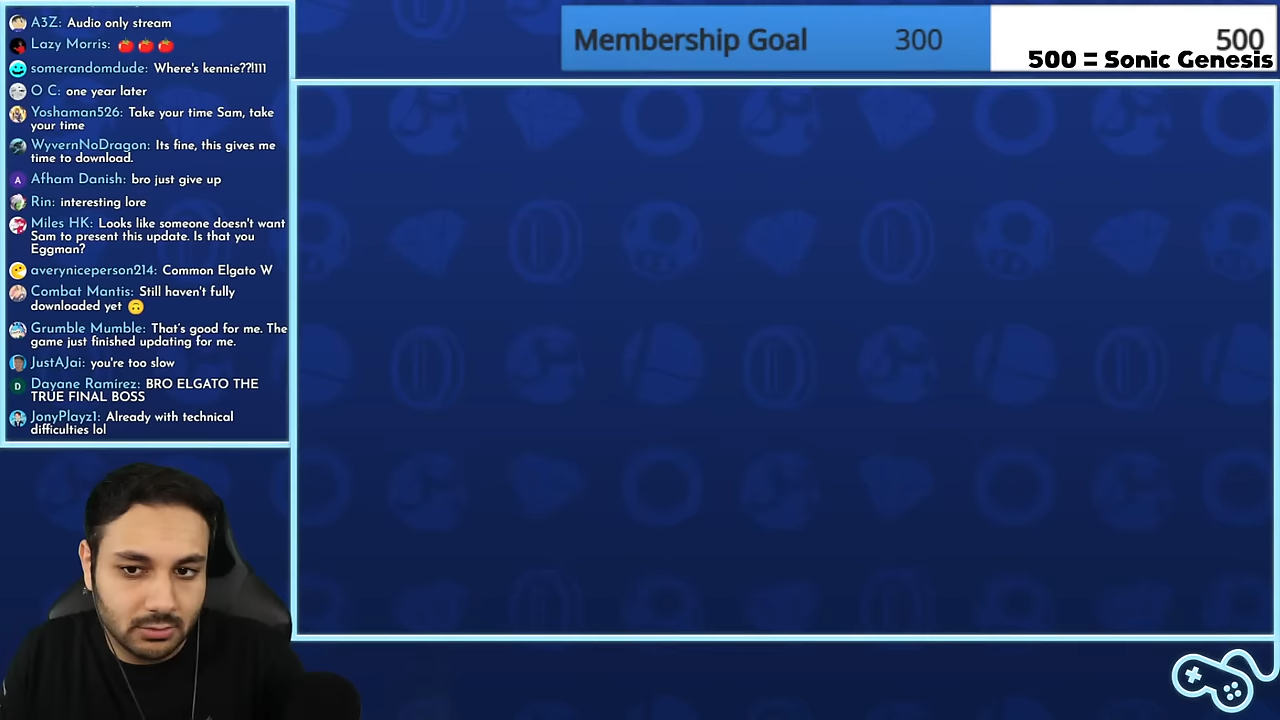 A3Z: Audio only stream
Lazy Morris: 🍅 🍅 🍅
somerandomdude: Where's kennie??!111
O C: one year later
Yoshaman526: Take your time Sam, take
your time
WyvernNoDragon: Its fine, this gives me
time to download.
A
Afham Danish: bro just give up
Rin: interesting lore
Miles HK: Looks like someone doesn't want
Sam to present this update. Is that you
Eggman?
averyniceperson214: Common Elgato W
Combat Mantis: Still haven't fully
downloaded yet 🙃
Grumble Mumble: That's good for me. The
game just finished updating for me.
JustAJai: you're too slow
D
Dayane Ramírez: BRO ELGATO THE
TRUE FINAL BOSS
JonyPlayz1: Already with technical
difficulties lol
Membership Goal 300 500
500 = Sonic Genesis